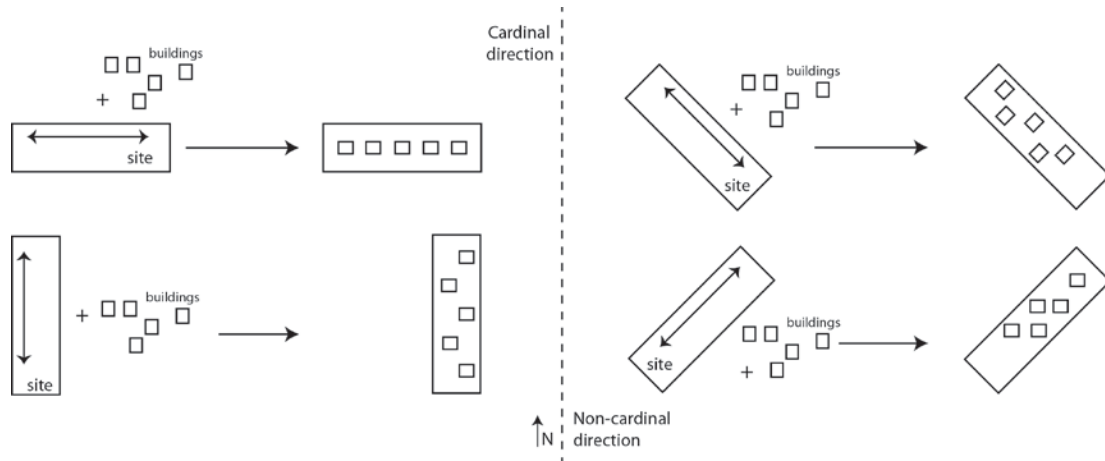 buildings
+
site
Cardinal
direction
buildings
+
site
+
buildings
site
buildings
+
site
N
Non-cardinal
direction